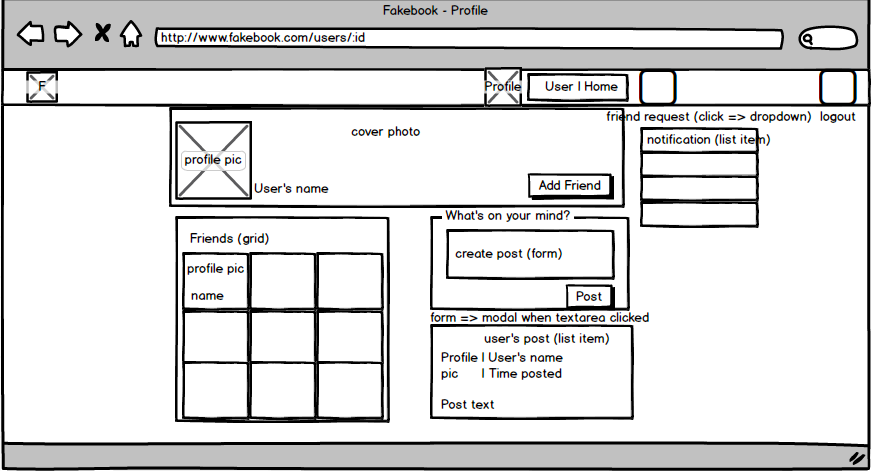 Fakebook - Profile
http://www.fakebook.com/users/:id
F
Profile
User | Home
friend request (click => dropdown)
logout
cover photo
notification (list item)
profile pic
User's name
Add Friend
What's on your mind?
Friends (grid)
create post (form)
profile pic
name
Post
form => modal when textarea clicked
user's post (list item)
Profile | User's name
pic | Time posted
Post text